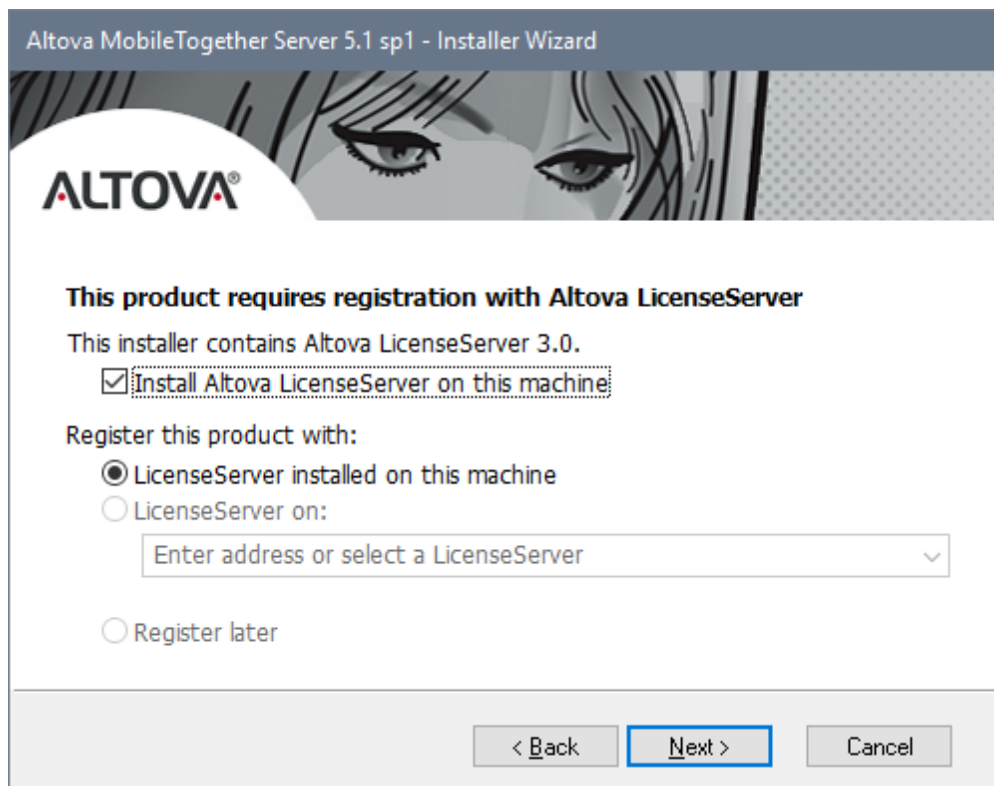 Altova MobileTogether Server 5.1 sp1 - Installer Wizard
ALTOVA®
This product requires registration with Altova LicenseServer
This installer contains Altova LicenseServer 3.0.
Install Altova LicenseServer on this machine
Register this product with:
LicenseServer installed on this machine
LicenseServer on:
Enter address or select a LicenseServer
Register later
< Back
Next >
Cancel